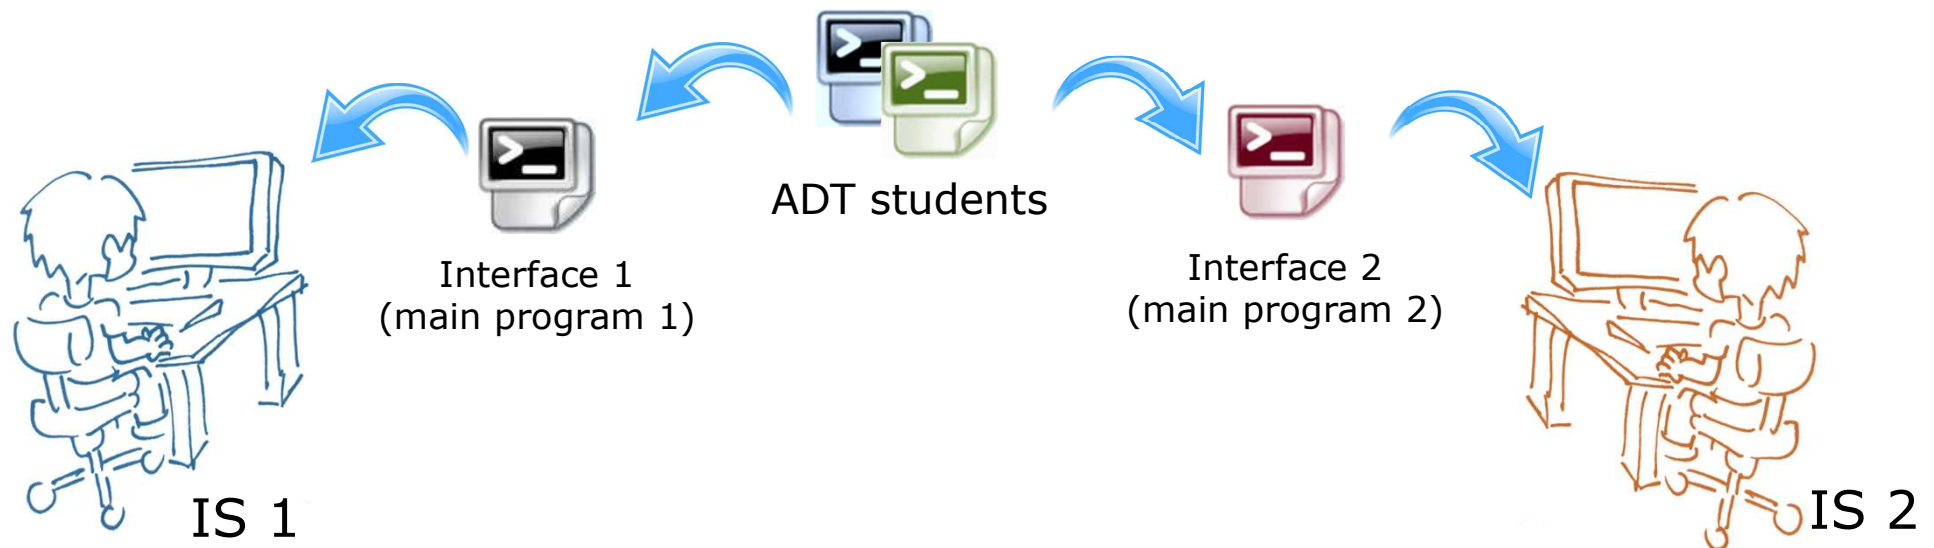 ADT students
Interface 1
(main program 1)
Interface 2
(main program 2)
IS 1
IS 2